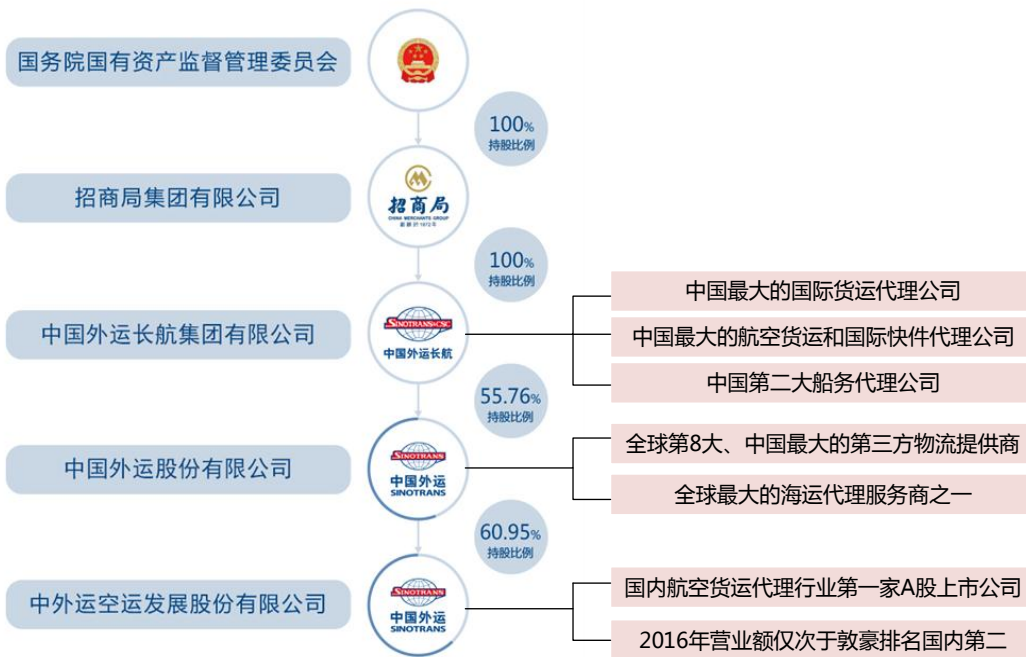 国务院国有资产监督管理委员会
100%
持股比例
招商局集团有限公司
招商局
CHINA MERCHANTS GROUP
创办于1872年
100%
持股比例
中国外运长航集团有限公司
SINOTRANS&CSC
中国外运长航
中国最大的国际货运代理公司
中国最大的航空货运和国际快件代理公司
中国第二大船务代理公司
55.76%
持股比例
中国外运股份有限公司
SINOTRANS
中国外运
SINOTRANS
全球第8大、中国最大的第三方物流提供商
全球最大的海运代理服务商之一
60.95%
持股比例
中外运空运发展股份有限公司
SINOTRANS
中国外运
SINOTRANS
国内航空货运代理行业第一家A股上市公司
2016年营业额仅次于敦豪排名国内第二